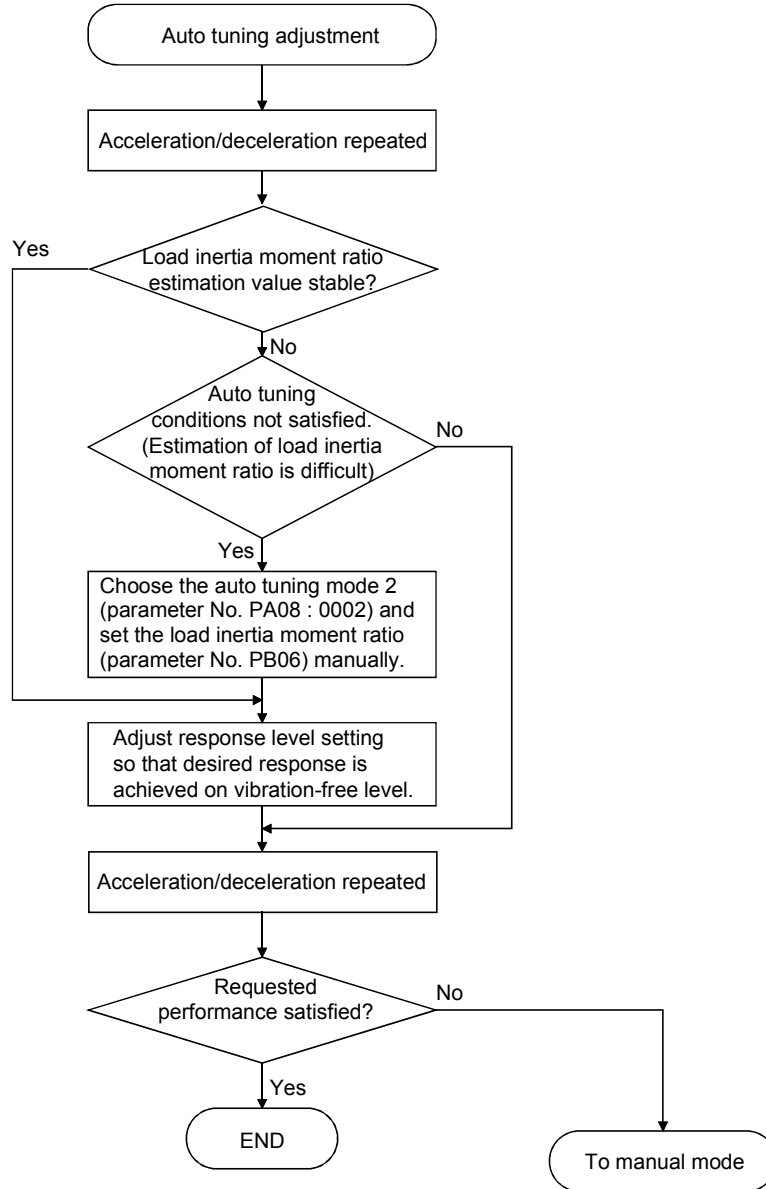 Auto tuning adjustment
Acceleration/deceleration repeated
Yes
Load inertia moment ratio
estimation value stable?
No
Auto tuning
conditions not satisfied.
(Estimation of load inertia
moment ratio is difficult)
No
Yes
Choose the auto tuning mode 2
(parameter No. PA08 : 0002) and
set the load inertia moment ratio
(parameter No. PB06) manually.
Adjust response level setting
so that desired response is
achieved on vibration-free level.
Acceleration/deceleration repeated
Requested
performance satisfied?
No
Yes
END
To manual mode